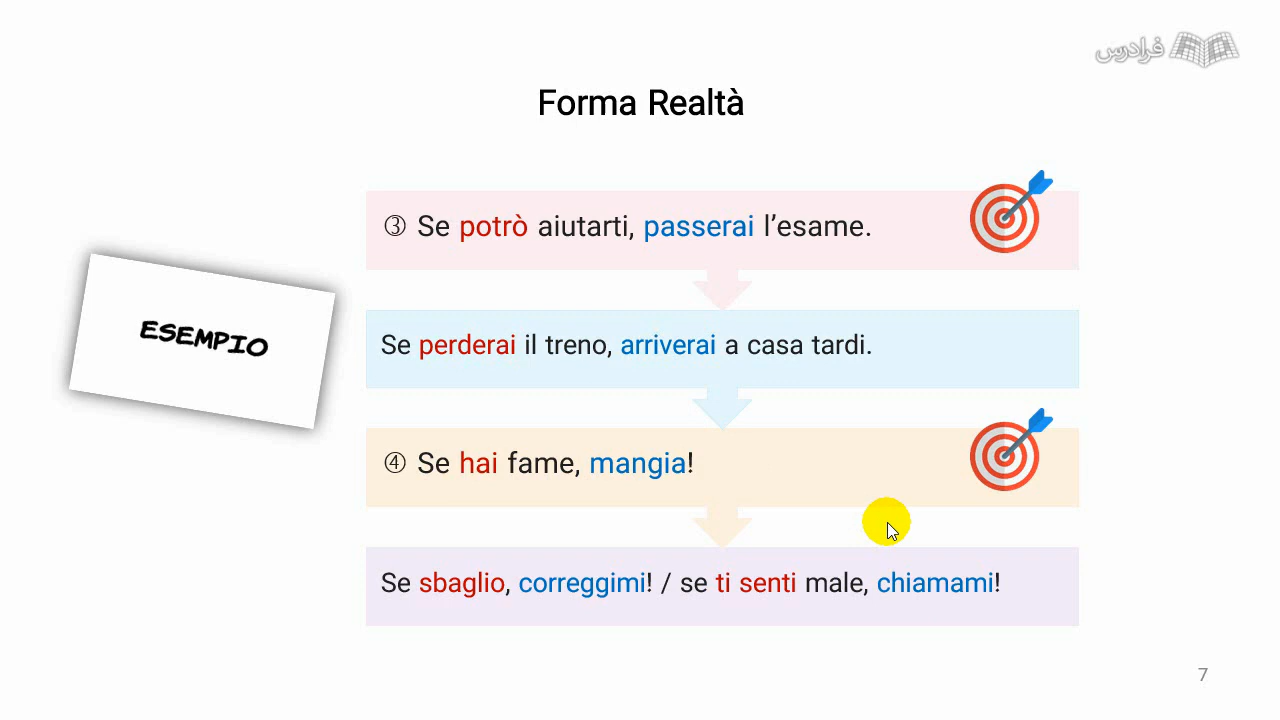 فرادرس
Forma Realtà
③ Se potrò aiutarti, passerai l’esame.
Se perderai il treno, arriverai a casa tardi.
ESEMPIO
④ Se hai fame, mangia!
Se sbaglio, correggimi! / se ti senti male, chiamami!
7